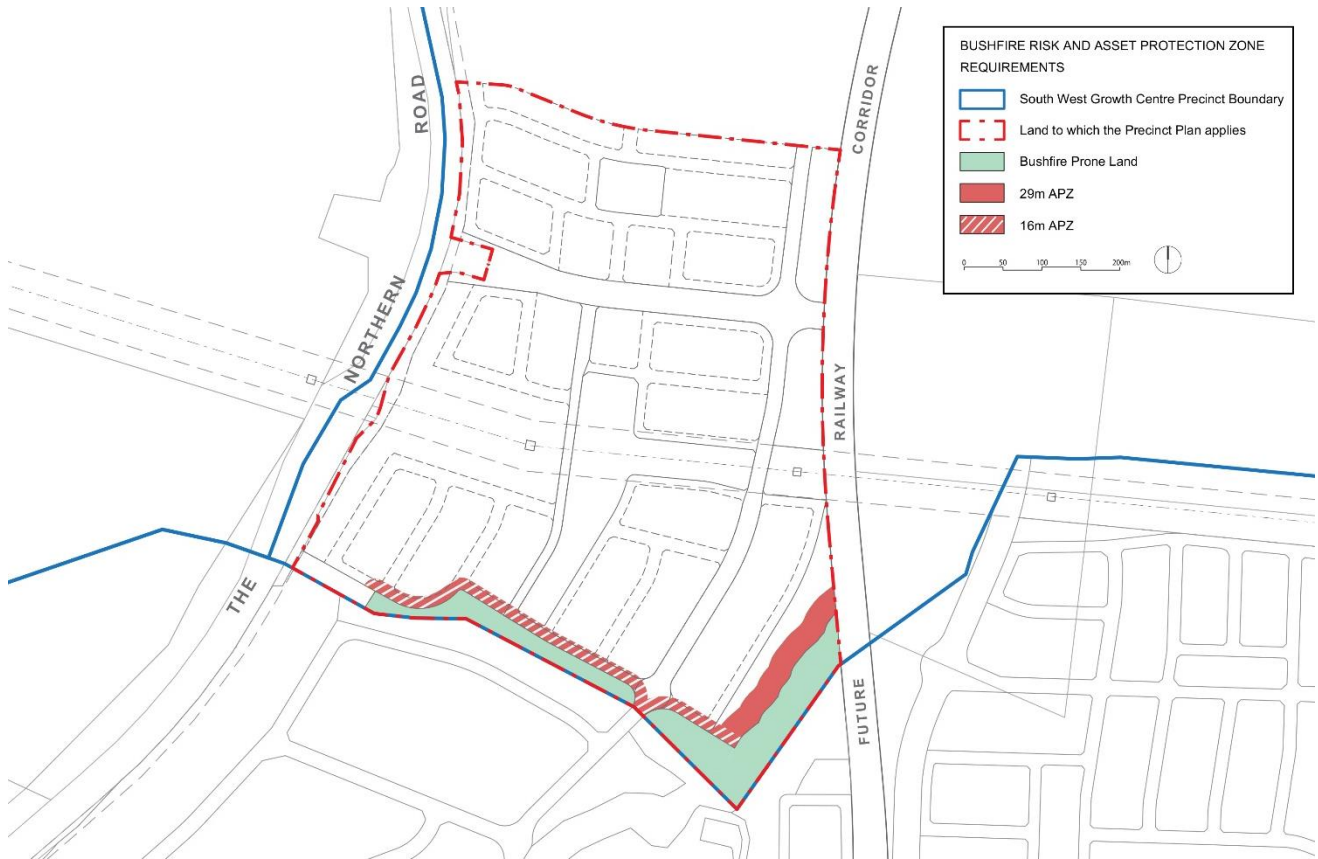 BUSHFIRE RISK AND ASSET PROTECTION ZONE
REQUIREMENTS
South West Growth Centre Precinct Boundary
Land to which the Precinct Plan applies
Bushfire Prone Land
29m APZ
16m APZ
0 50 100 150 200m
THE NORTHERN ROAD
FUTURE RAILWAY CORRIDOR